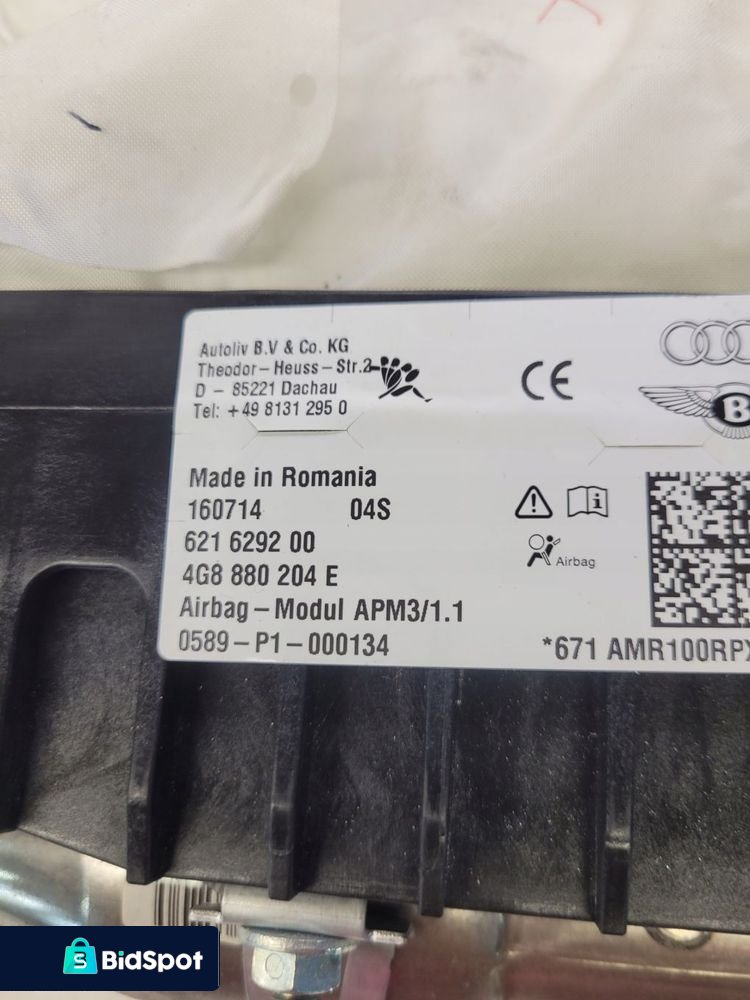 Autoliv B.V & Co. KG
Theodor-Heuss-Str.2
D - 85221 Dachau
Tel: +49 8131 295 0
CE
B
Made in Romania
160714 04S
621 6292 00
4G8 880 204 E
Airbag
Airbag-Modul APM3/1.1
0589-P1-000134
*671 AMR100RPX
BidSpot